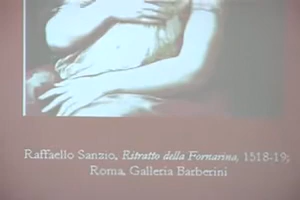 Raffaello Sanzio, Ritratto della Fornarina, 1518-19;
Roma, Galleria Barberini